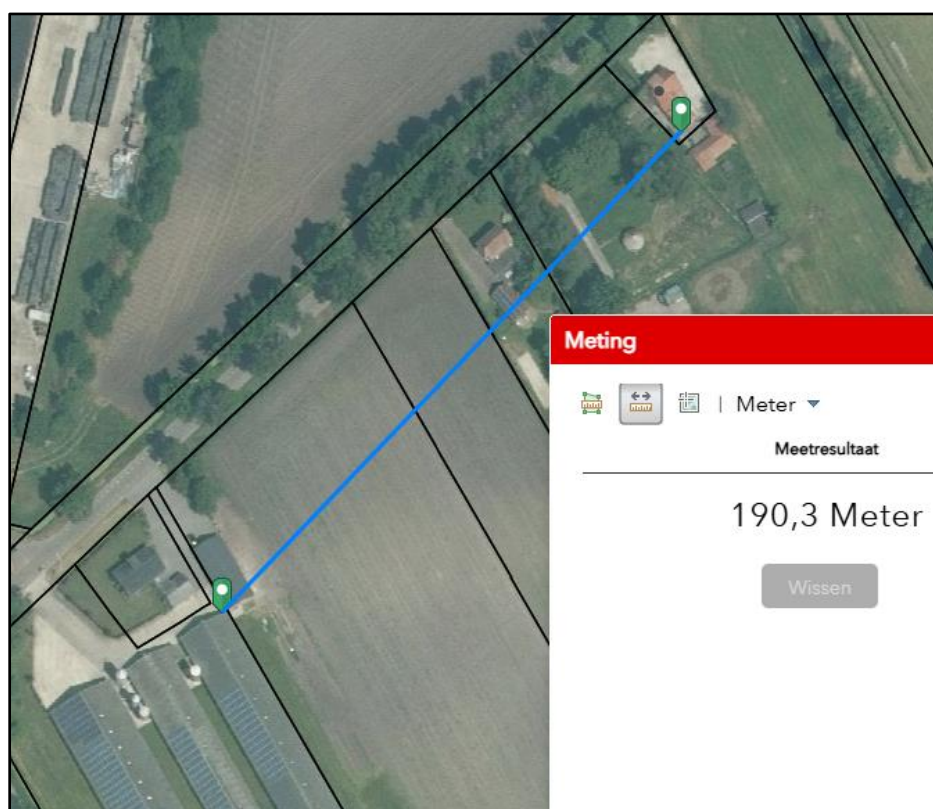 Meting
| Meter
Meetresultaat
190,3 Meter
Wissen